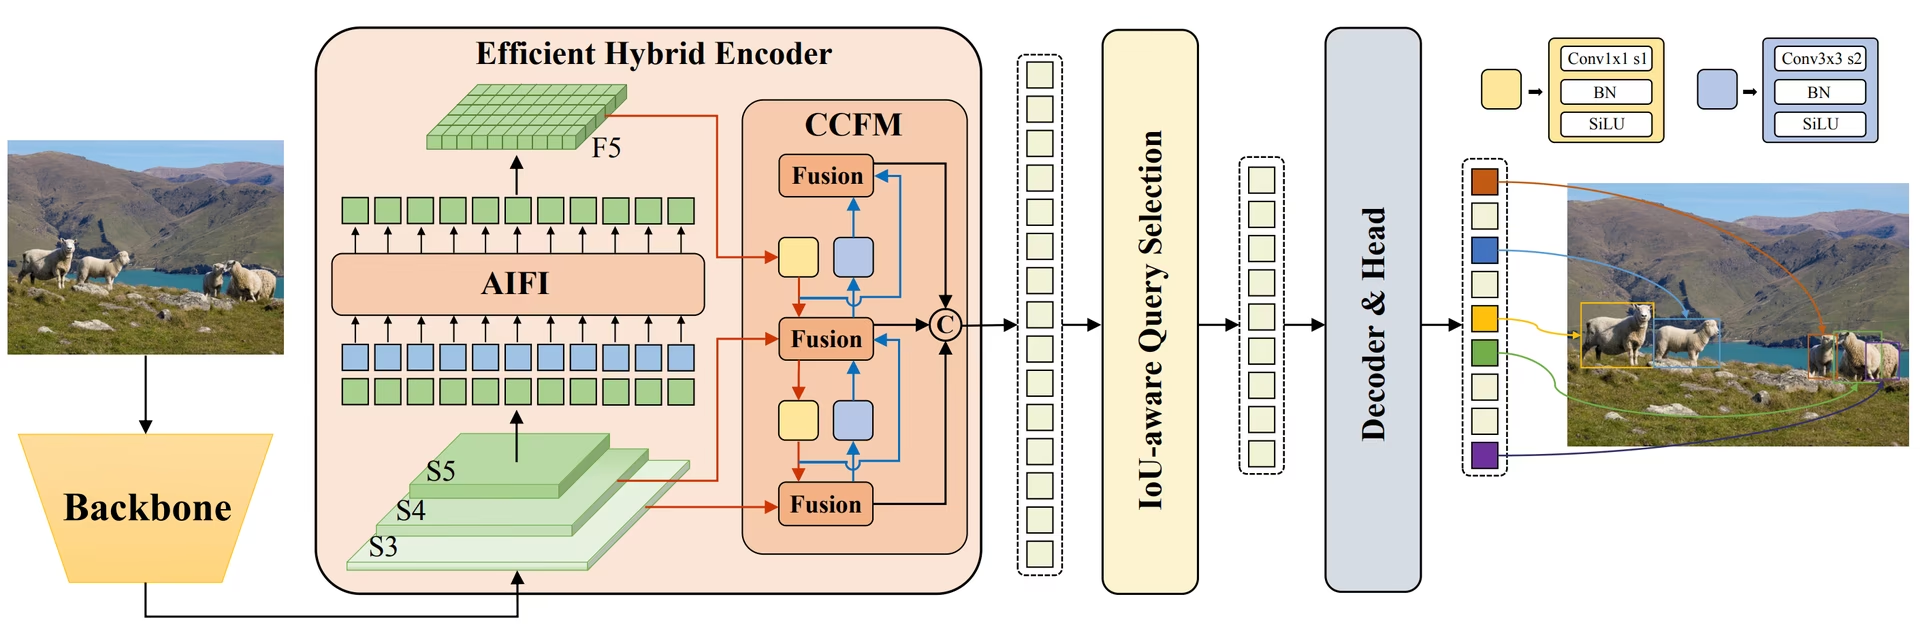 Efficient Hybrid Encoder
F5
AIFI
S5
S4
S3
Backbone
CCFM
Fusion
Fusion
Fusion
C
IoU-aware Query Selection
Decoder & Head
Conv1x1 s1
BN
SiLU
Conv3x3 s2
BN
SiLU